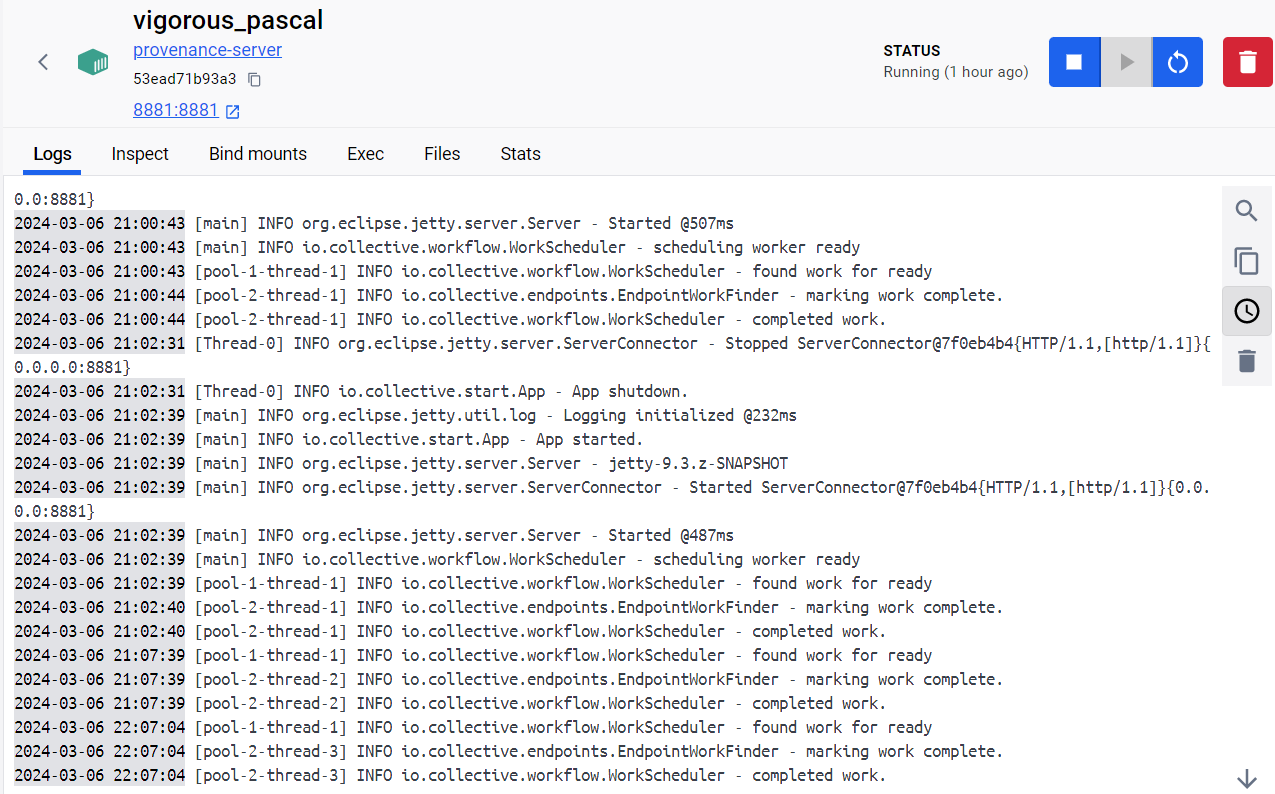 vigorous_pascal
provenance-server
53ead71b93a3
8881:8881
STATUS
Running (1 hour ago)
Logs Inspect Bind mounts Exec Files Stats
0.0:8881}
2024-03-06 21:00:43 [main] INFO org.eclipse.jetty.server.Server - Started @507ms
2024-03-06 21:00:43 [main] INFO io.collective.workflow.WorkScheduler - scheduling worker ready
2024-03-06 21:00:43 [pool-1-thread-1] INFO io.collective.workflow.WorkScheduler - found work for ready
2024-03-06 21:00:44 [pool-2-thread-1] INFO io.collective.endpoints.EndpointWorkFinder - marking work complete.
2024-03-06 21:00:44 [pool-2-thread-1] INFO io.collective.workflow.WorkScheduler - completed work.
2024-03-06 21:02:31 [Thread-0] INFO org.eclipse.jetty.server.ServerConnector - Stopped ServerConnector@7f0eb4b4{HTTP/1.1,[http/1.1]}{
0.0.0.0:8881}
2024-03-06 21:02:31 [Thread-0] INFO io.collective.start.App - App shutdown.
2024-03-06 21:02:39 [main] INFO org.eclipse.jetty.util.log - Logging initialized @232ms
2024-03-06 21:02:39 [main] INFO io.collective.start.App - App started.
2024-03-06 21:02:39 [main] INFO org.eclipse.jetty.server.Server - jetty-9.3.z-SNAPSHOT
2024-03-06 21:02:39 [main] INFO org.eclipse.jetty.server.ServerConnector - Started ServerConnector@7f0eb4b4{HTTP/1.1,[http/1.1]}{0.0.
0.0:8881}
2024-03-06 21:02:39 [main] INFO org.eclipse.jetty.server.Server - Started @487ms
2024-03-06 21:02:39 [main] INFO io.collective.workflow.WorkScheduler - scheduling worker ready
2024-03-06 21:02:39 [pool-1-thread-1] INFO io.collective.workflow.WorkScheduler - found work for ready
2024-03-06 21:02:40 [pool-2-thread-1] INFO io.collective.endpoints.EndpointWorkFinder - marking work complete.
2024-03-06 21:02:40 [pool-2-thread-1] INFO io.collective.workflow.WorkScheduler - completed work.
2024-03-06 21:07:39 [pool-1-thread-1] INFO io.collective.workflow.WorkScheduler - found work for ready
2024-03-06 21:07:39 [pool-2-thread-2] INFO io.collective.endpoints.EndpointWorkFinder - marking work complete.
2024-03-06 21:07:39 [pool-2-thread-2] INFO io.collective.workflow.WorkScheduler - completed work.
2024-03-06 22:07:04 [pool-1-thread-1] INFO io.collective.workflow.WorkScheduler - found work for ready
2024-03-06 22:07:04 [pool-2-thread-3] INFO io.collective.endpoints.EndpointWorkFinder - marking work complete.
2024-03-06 22:07:04 [pool-2-thread-3] INFO io.collective.workflow.WorkScheduler - completed work.